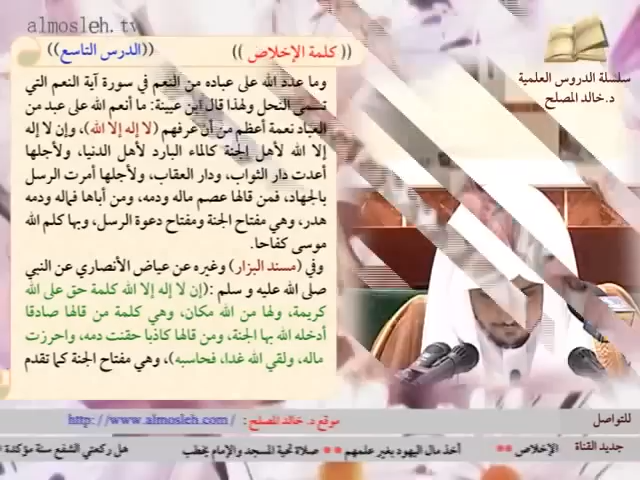 almosleh.tv
((الدرس التاسع))
((كلمة الإخلاص))
سلسلة الدروس العلمية
د.خالد المصلح
وما عدد الله على عباده من النعم في سورة آية النعم التي
تسمى النحل ولهذا قال ابن عيينة: ما أنعم الله على عبد من
العباد نعمة أعظم من أن عرفهم (لا إله إلا الله)، وإن لا إله
إلا الله لأهل الجنة كالماء البارد لأهل الدنيا، ولأجلها
أعدت دار الثواب، ودار العقاب، ولأجلها أمرت الرسل
بالجهاد، فمن قالها عصم ماله ودمه، ومن أباها فماله ودمه
هدر، وهي مفتاح الجنة ومفتاح دعوة الرسل، وبها كلم الله
موسى كفاحا.
وفي (مسند البزار) وغيره عن عياض الأنصاري عن النبي
صلى الله عليه و سلم :(إن لا إله إلا الله كلمة حق على الله
كريمة، ولها من الله مكان، وهي كلمة من قالها صادقا
أدخله الله بها الجنة، ومن قالها كاذبا حقنت دمه، واحرزت
ماله، ولقي الله غدا، فحاسبه)، وهي مفتاح الجنة كما تقدم
للتواصل
موقع د. خالد المصلح : http://www.almosleh.com/
جديد القناة
الإخلاص ** أخذ مال اليهود بغير علمهم ** صلاة تحية المسجد والإمام يخطب هل ركعتي الشفع سنة مؤكدة